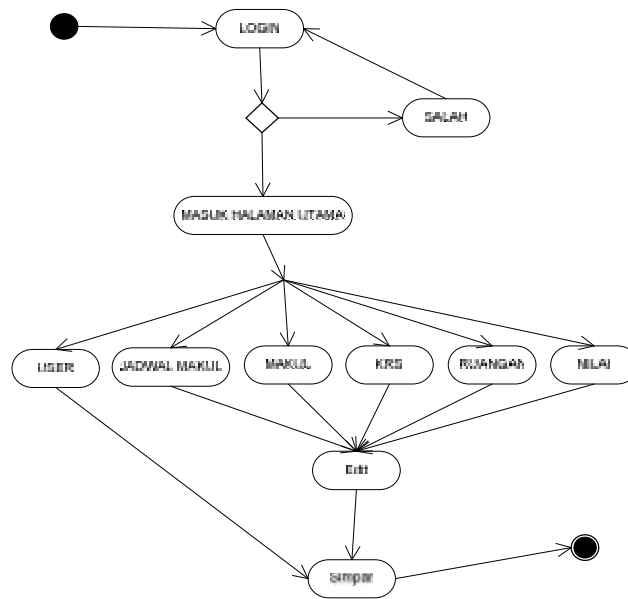 LOGIN
SALAH
MASUK HALAMAN UTAMA
USER
JADWAL MAKUL
MAKUL
KRS
RUANGAN
NILAI
Edit
Simpan